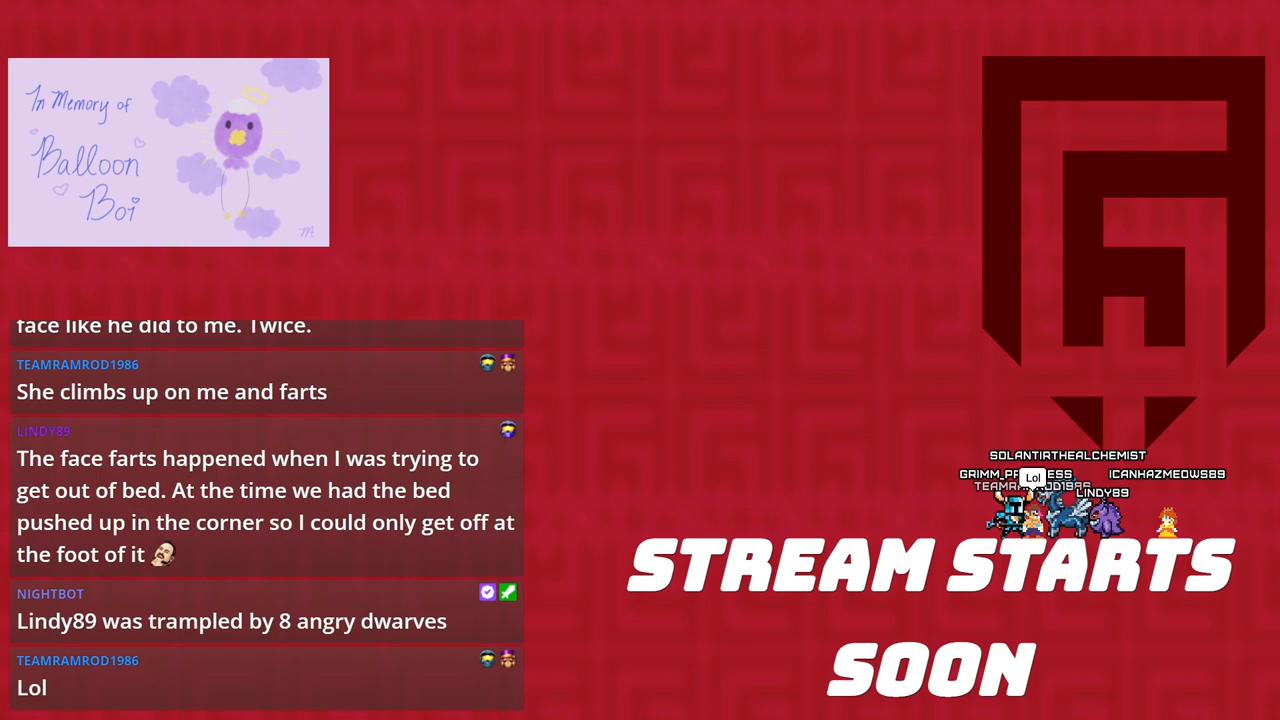 In Memory of
Balloon
Boi
face like he did to me. Twice.
TEAMRAMROD1986
She climbs up on me and farts
LINDY89
The face farts happened when I was trying to
get out of bed. At the time we had the bed
pushed up in the corner so I could only get off at
the foot of it
NIGHTBOT
Lindy89 was trampled by 8 angry dwarves
TEAMRAMROD1986
Lol
SOLANTIRTHEALCHEMIST
ICANHAZMEOWS89
Lol
LINDY89
STREAM STARTS
SOON